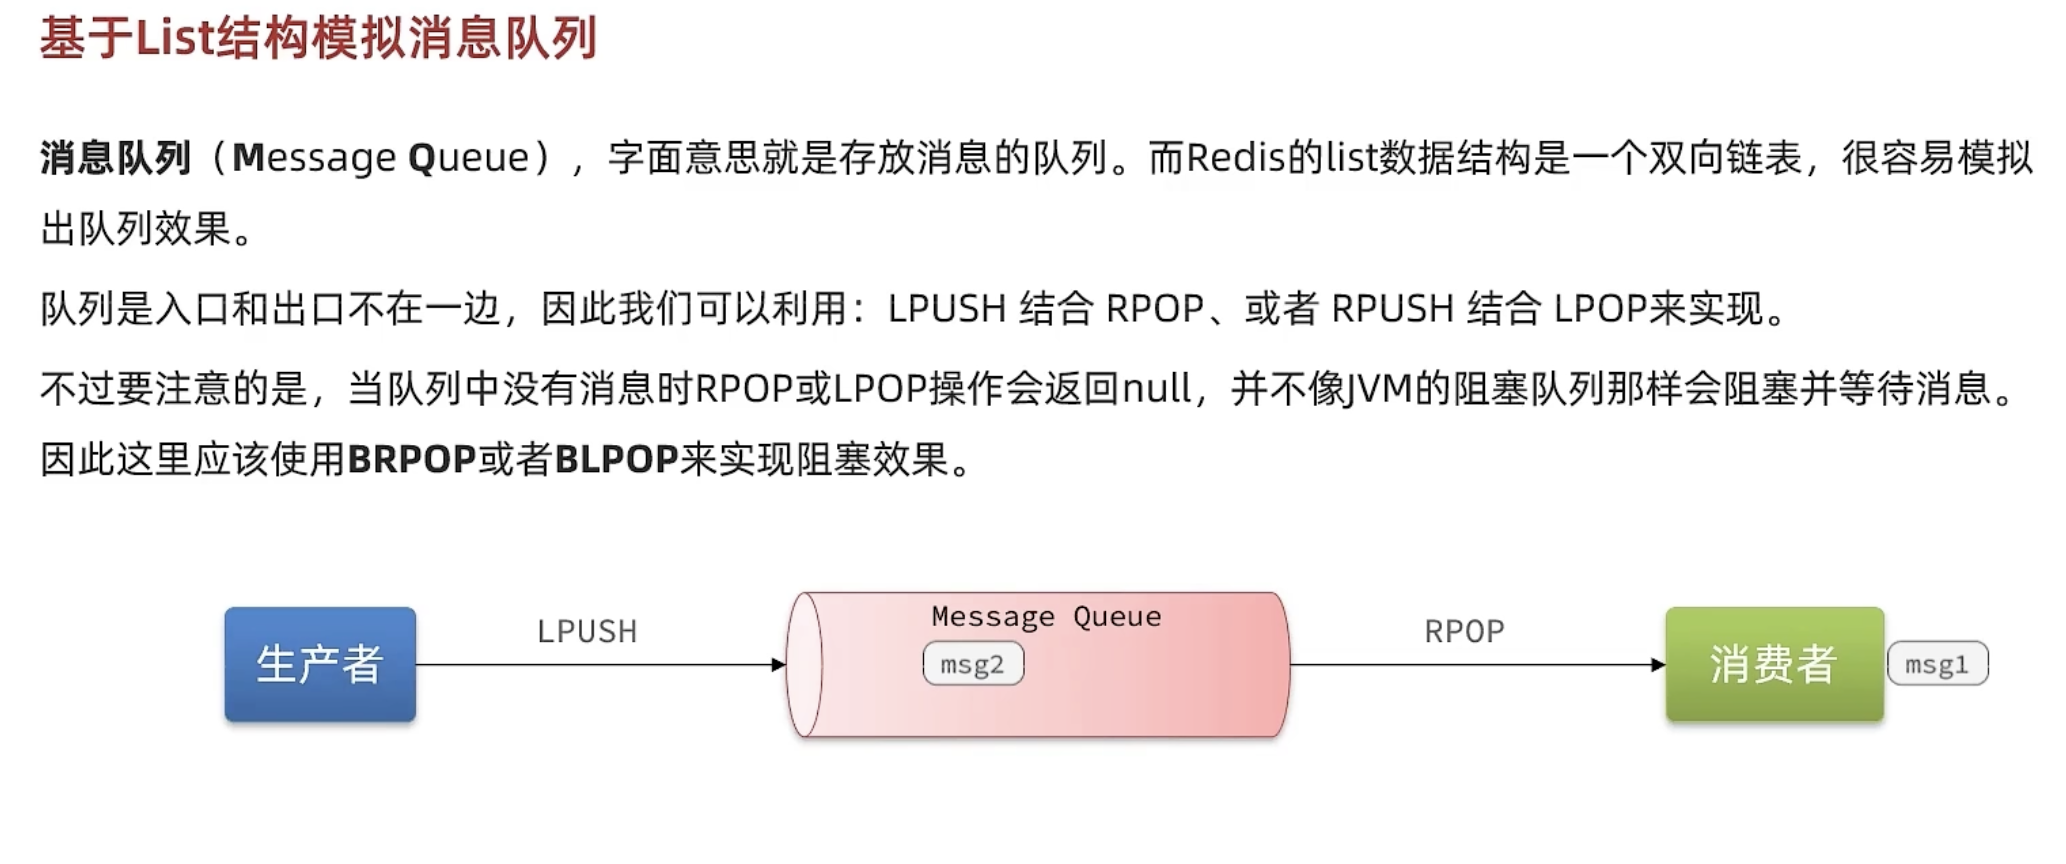 基于List结构模拟消息队列
消息队列（Message Queue），字面意思就是存放消息的队列。而Redis的list数据结构是一个双向链表，很容易模拟
出队列效果。
队列是入口和出口不在一边，因此我们可以利用：LPUSH 结合 RPOP、或者 RPUSH 结合 LPOP来实现。
不过要注意的是，当队列中没有消息时RPOP或LPOP操作会返回null，并不像JVM的阻塞队列那样会阻塞并等待消息。
因此这里应该使用BRPOP或者BLPOP来实现阻塞效果。
生产者
LPUSH
Message Queue
msg2
RPOP
消费者
msg1